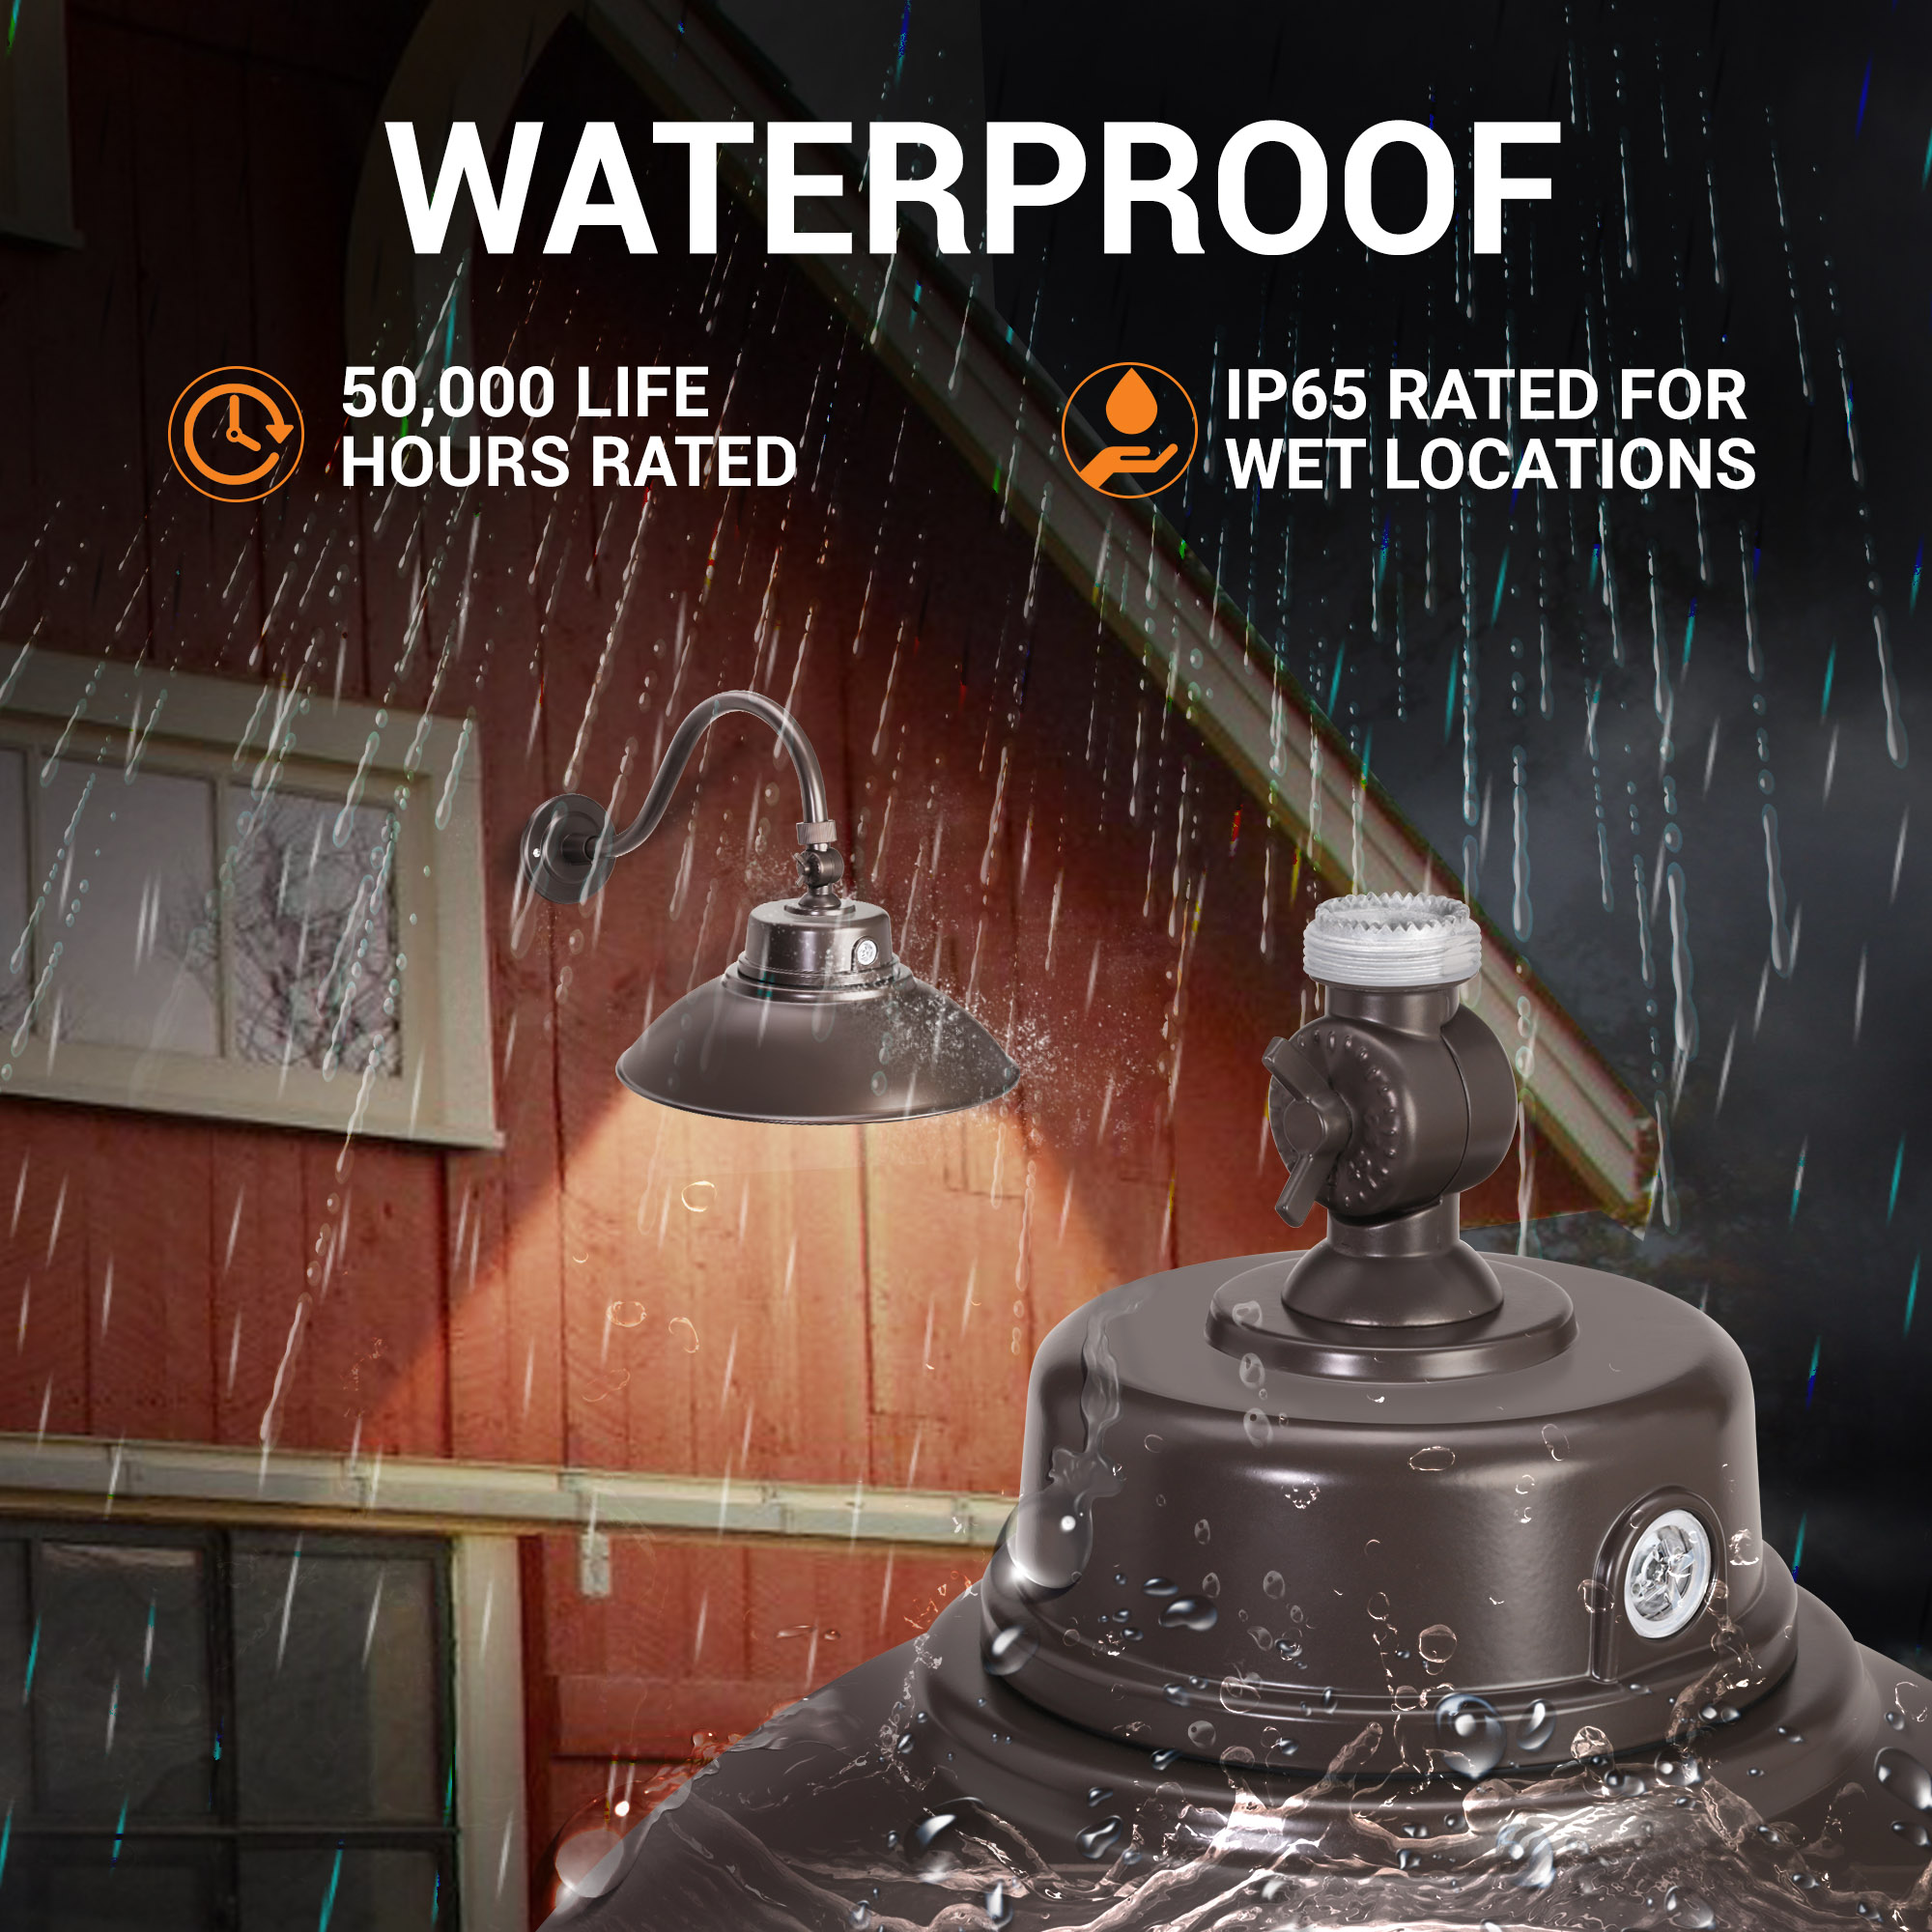 WATERPROOF
50,000 LIFE
HOURS RATED
IP65 RATED FOR
WET LOCATIONS